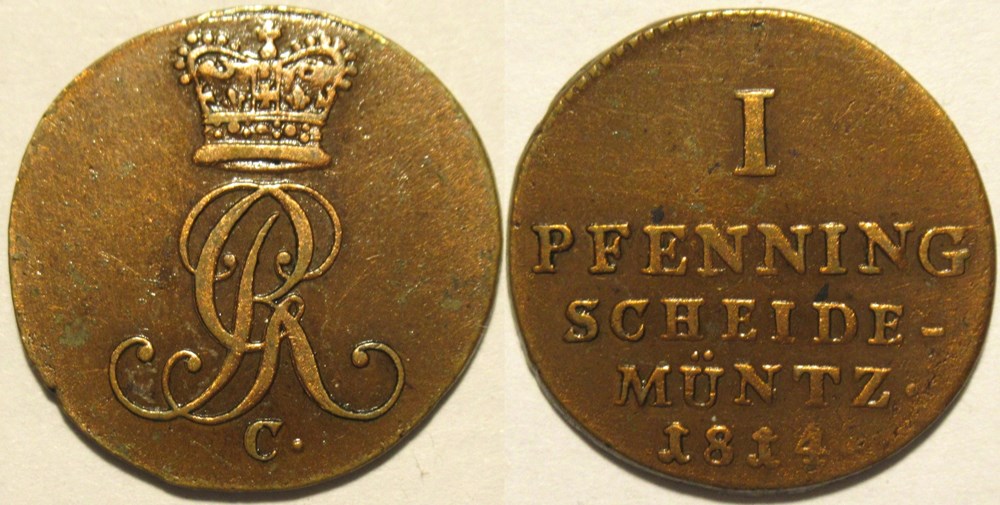 GR
C.
I
PFENNING
SCHEIDE-
MÜNTZ.
1814